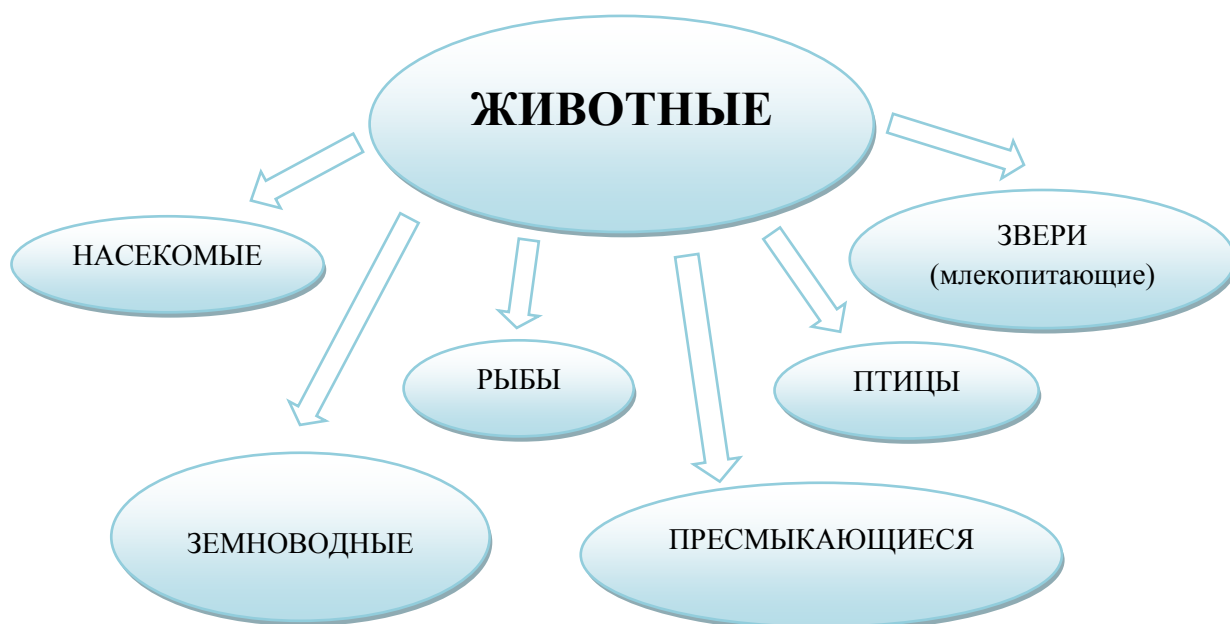 ЖИВОТНЫЕ
НАСЕКОМЫЕ
ЗВЕРИ
(млекопитающие)
РЫБЫ
ПТИЦЫ
ЗЕМНОВОДНЫЕ
ПРЕСМЫКАЮЩИЕСЯ